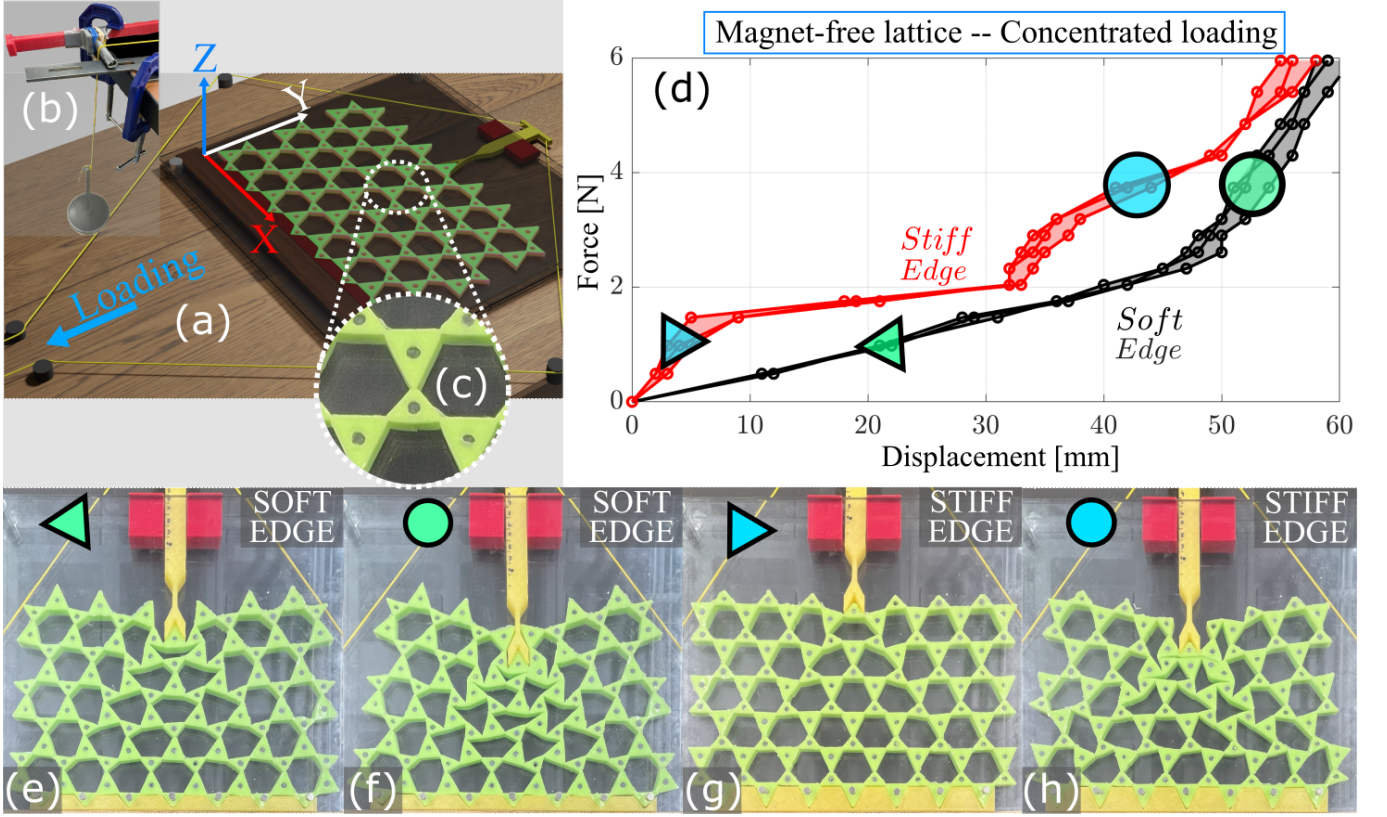 Magnet-free lattice -- Concentrated loading
(b)
Z
Y
X
Loading
(a)
(c)
(d)
6
4
2
0
Force [N]
Stiff
Edge
Soft
Edge
0
10
20
30
40
50
60
Displacement [mm]
SOFT
EDGE
(e)
SOFT
EDGE
(f)
STIFF
EDGE
(g)
STIFF
EDGE
(h)